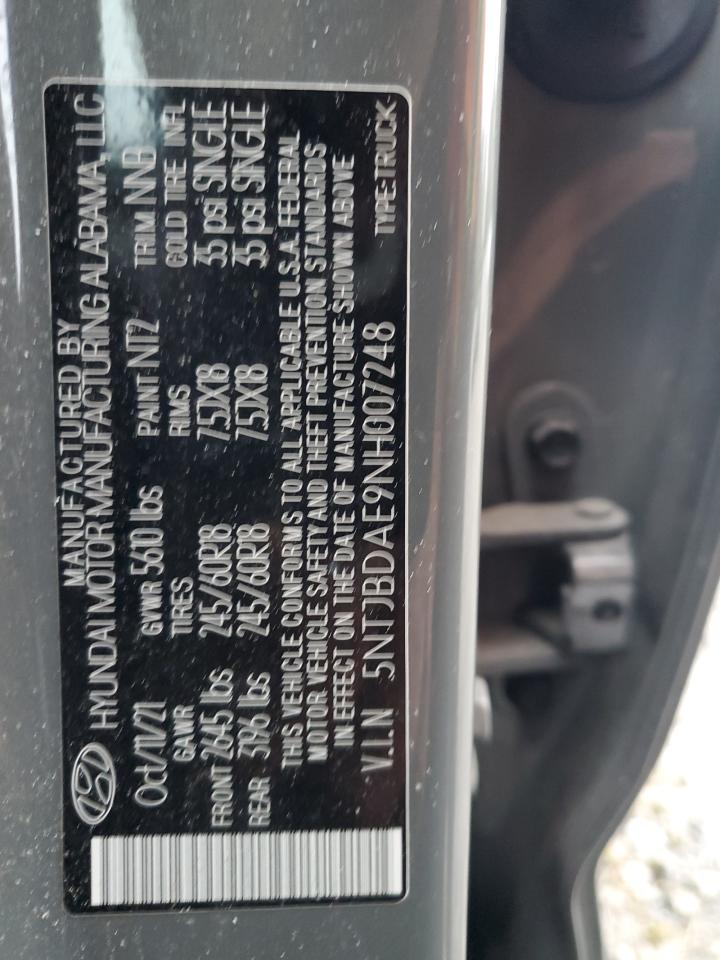 MANUFACTURED BY
HYUNDAI MOTOR MANUFACTURING ALABAMA, LLC
Oct/11/21 GVWR 5610 lbs PAINT NT2 TRIM NNB
GAWR TIRES RIMS COLD TIRE INFL
FRONT 2645 lbs 245/60R18 7.5JX18 35 psi SINGLE
REAR 3196 lbs 245/60R18 7.5JX18 35 psi SINGLE
THIS VEHICLE CONFORMS TO ALL APPLICABLE U.S.A. FEDERAL
MOTOR VEHICLE SAFETY AND THEFT PREVENTION STANDARDS
IN EFFECT ON THE DATE OF MANUFACTURE SHOWN ABOVE
V.I.N 5NTJBDAE9NH007248 TYPE:TRUCK